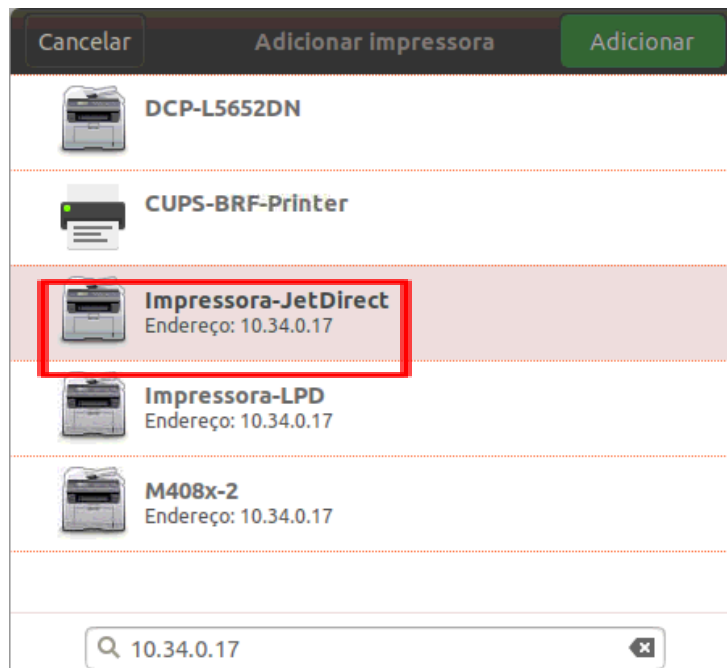 Cancelar Adicionar impressora Adicionar
DCP-L5652DN
CUPS-BRF-Printer
Impressora-JetDirect
Endereço: 10.34.0.17
Impressora-LPD
Endereço: 10.34.0.17
M408x-2
Endereço: 10.34.0.17
10.34.0.17